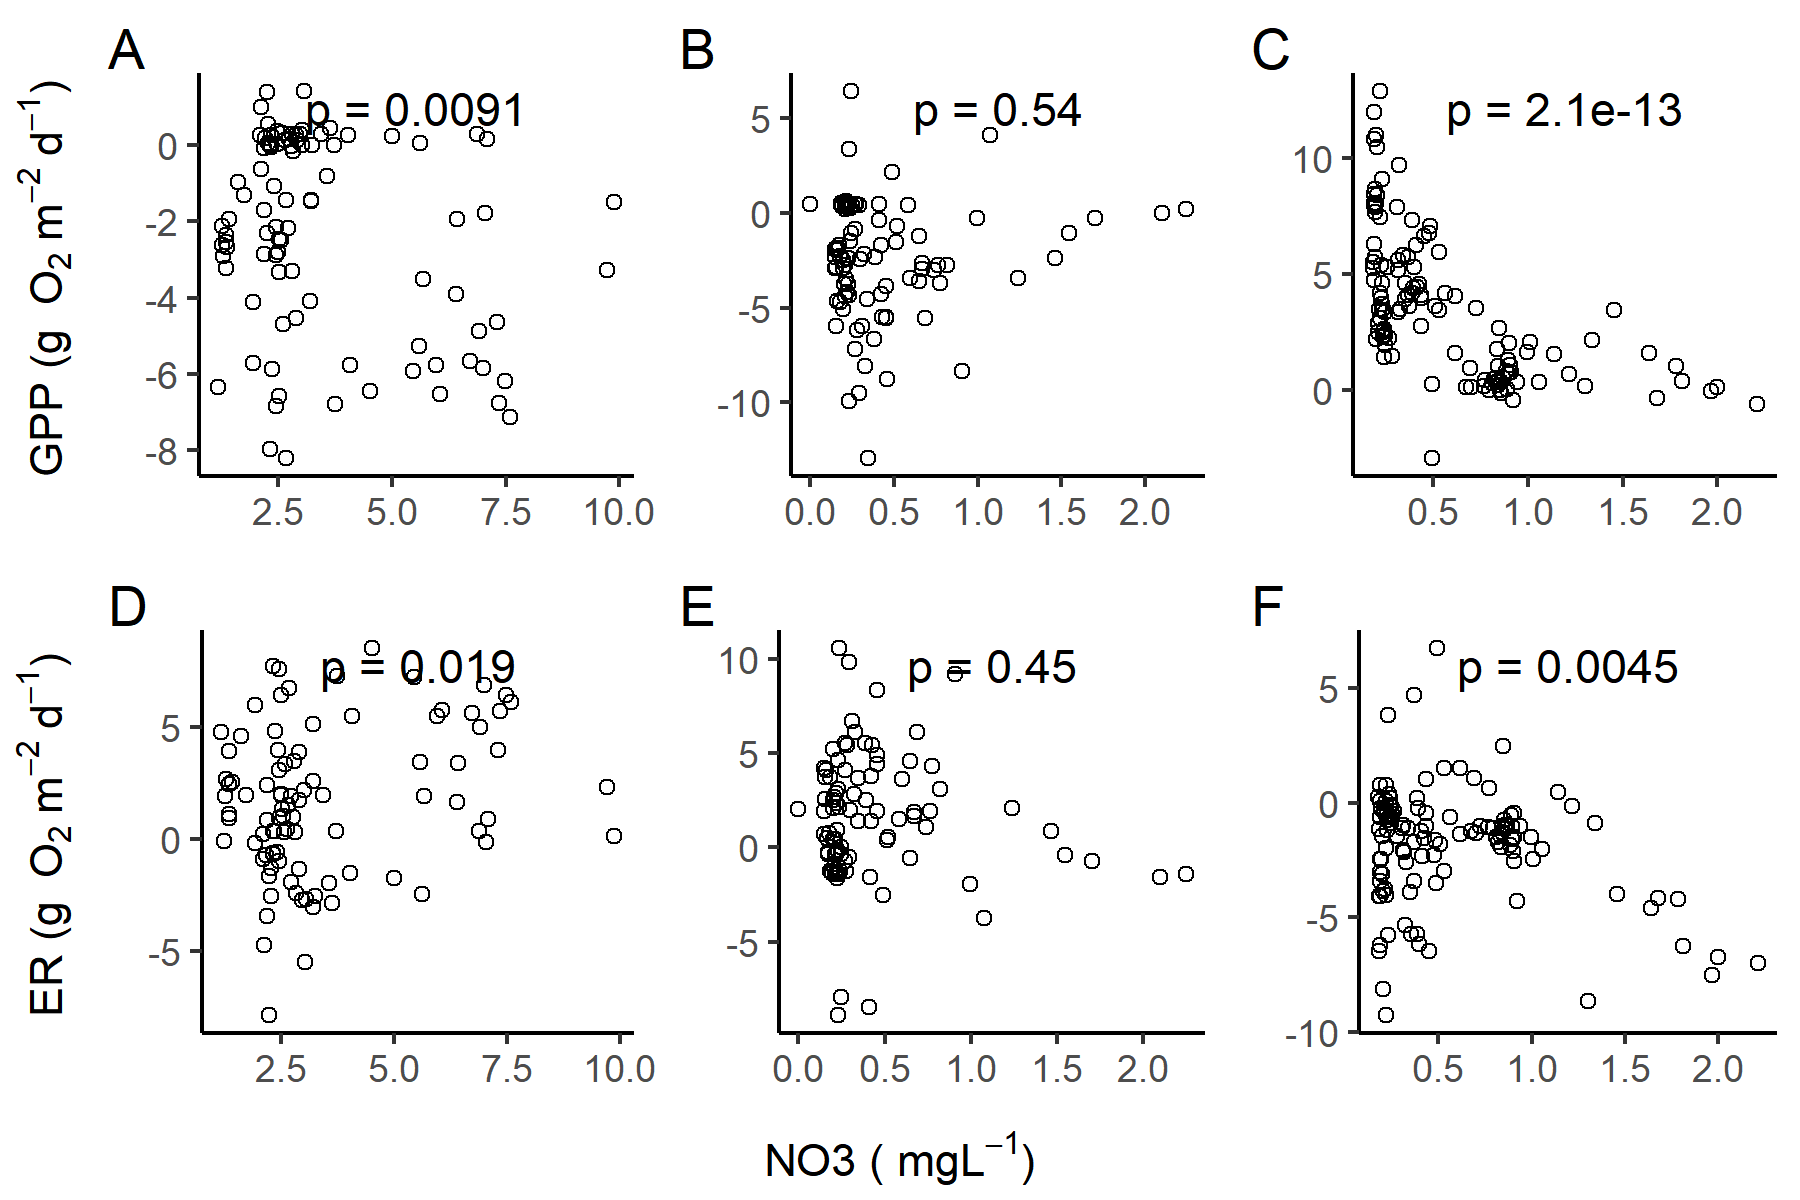 A B C
GPP (g O₂ m⁻² d⁻¹)
p = 0.0091
0
-2
-4
-6
-8
2.5 5.0 7.5 10.0
p = 0.54
5
0
-5
-10
0.0 0.5 1.0 1.5 2.0
p = 2.1e-13
10
5
0
0.5 1.0 1.5 2.0
D E F
ER (g O₂ m⁻² d⁻¹)
p = 0.019
5
0
-5
2.5 5.0 7.5 10.0
p = 0.45
10
5
0
-5
0.0 0.5 1.0 1.5 2.0
p = 0.0045
5
0
-5
-10
0.5 1.0 1.5 2.0
NO3 ( mgL⁻¹)